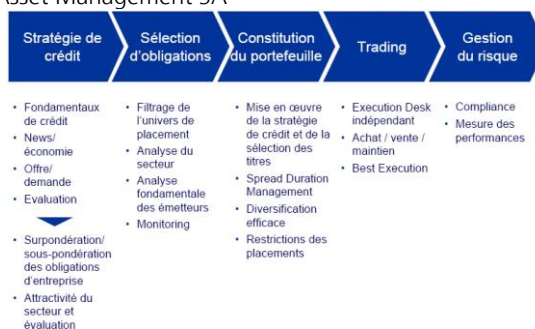 Asset Management SA
Stratégie de
crédit
Sélection
d'obligations
Constitution
du portefeuille
Trading
Gestion
du risque
• Fondamentaux
de crédit
• News/
économie
• Offre/
demande
• Evaluation
• Surpondération/
sous-pondération
des obligations
d'entreprise
• Attractivité du
secteur et
évaluation
• Filtrage de
l'univers de
placement
• Analyse du
secteur
• Analyse
fondamentale
des émetteurs
• Monitoring
• Mise en œuvre
de la stratégie
de crédit et de la
sélection des
titres
• Spread Duration
Management
• Diversification
efficace
• Restrictions des
placements
• Execution Desk
indépendant
• Achat / vente /
maintien
• Best Execution
• Compliance
• Mesure des
performances